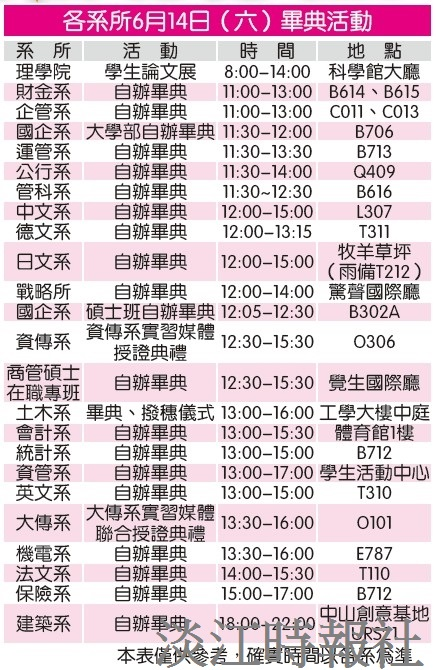 各系所6月14日（六）畢典活動
系所 活動 時間 地點
理學院 學生論文展 8:00-14:00 科學館大廳
財金系 自辦畢典 11:00-13:00 B614、B615
企管系 自辦畢典 11:00-13:00 C011、C013
國企系 大學部自辦畢典 11:30-12:00 B706
運管系 自辦畢典 11:30-13:30 B713
公行系 自辦畢典 11:30-14:00 Q409
管科系 自辦畢典 11:30-12:30 B616
中文系 自辦畢典 12:00-15:00 L307
德文系 自辦畢典 12:00-13:15 T311
日文系 自辦畢典 12:00-15:00 牧羊草坪
（雨備T212）
戰略所 自辦畢典 12:00-14:00 驚聲國際廳
國企系 碩士班自辦畢典 12:05-12:30 B302A
資傳系 資傳系實習媒體
授證典禮 12:30-15:30 O306
商管碩士
在職專班 自辦畢典 12:30-15:30 覺生國際廳
土木系 畢典、撥穗儀式 13:00-16:00 工學大樓中庭
會計系 自辦畢典 13:00-15:30 體育館1樓
統計系 自辦畢典 13:00-15:00 B712
資管系 自辦畢典 13:00-17:00 學生活動中心
英文系 自辦畢典 13:00-15:00 T310
大傳系 大傳系實習媒體
聯合授證典禮 13:30-16:00 O101
機電系 自辦畢典 13:30-16:00 E787
法文系 自辦畢典 14:00-15:30 T110
保險系 自辦畢典 15:00-17:00 B712
建築系 自辦畢典 18:00-22:00 中山創意基地
URS21
淡江時報社
本表僅供參考，確實時間以各系為準